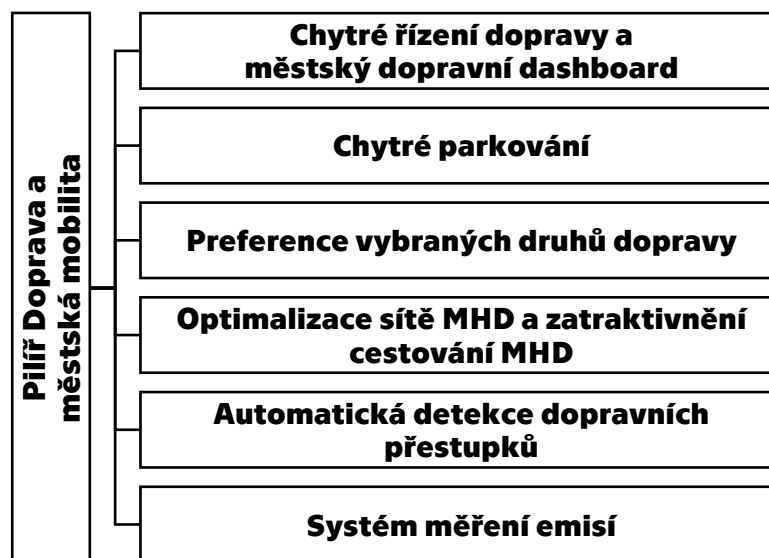 Pilíř Doprava a
městská mobilita
Chytré řízení dopravy a
městský dopravní dashboard
Chytré parkování
Preference vybraných druhů dopravy
Optimalizace sítě MHD a zatraktivnění
cestování MHD
Automatická detekce dopravních
přestupků
Systém měření emisí